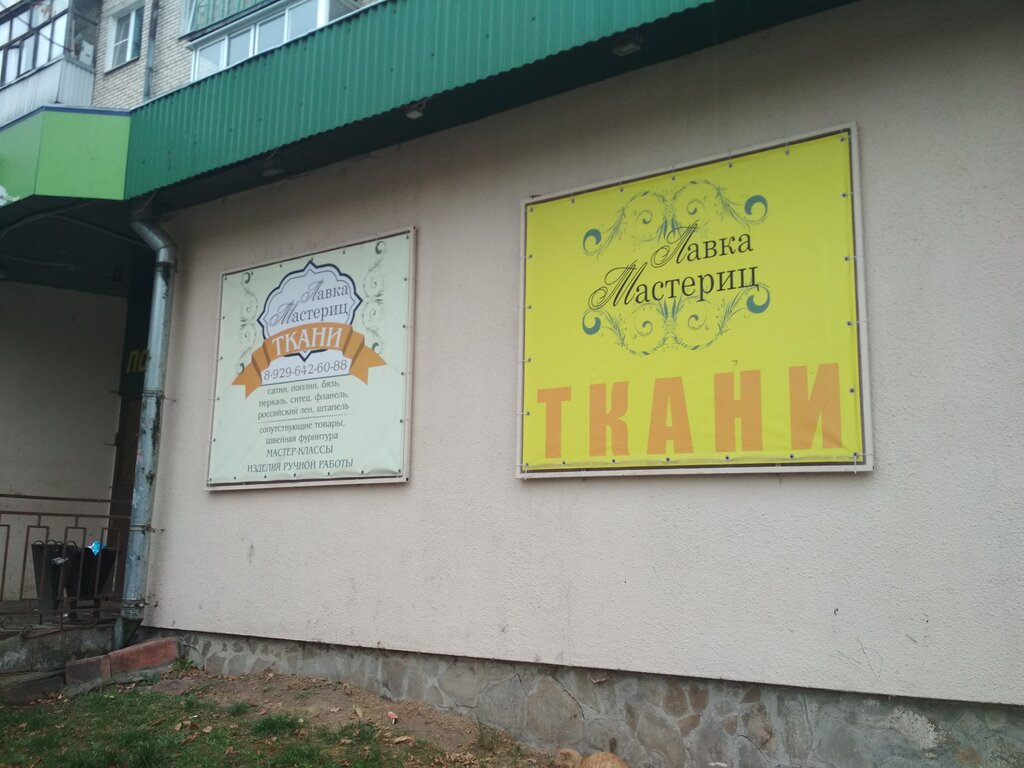 Лавка
Мастериц
ТКАНИ
8-929-642-60-88
сатин, поплин, бязь,
перкаль, ситец, фланель,
российский лен, штапель
сопутствующие товары,
швейная фурнитура
МАСТЕР-КЛАССЫ
ИЗДЕЛИЯ РУЧНОЙ РАБОТЫ
Лавка
Мастериц
ТКАНИ